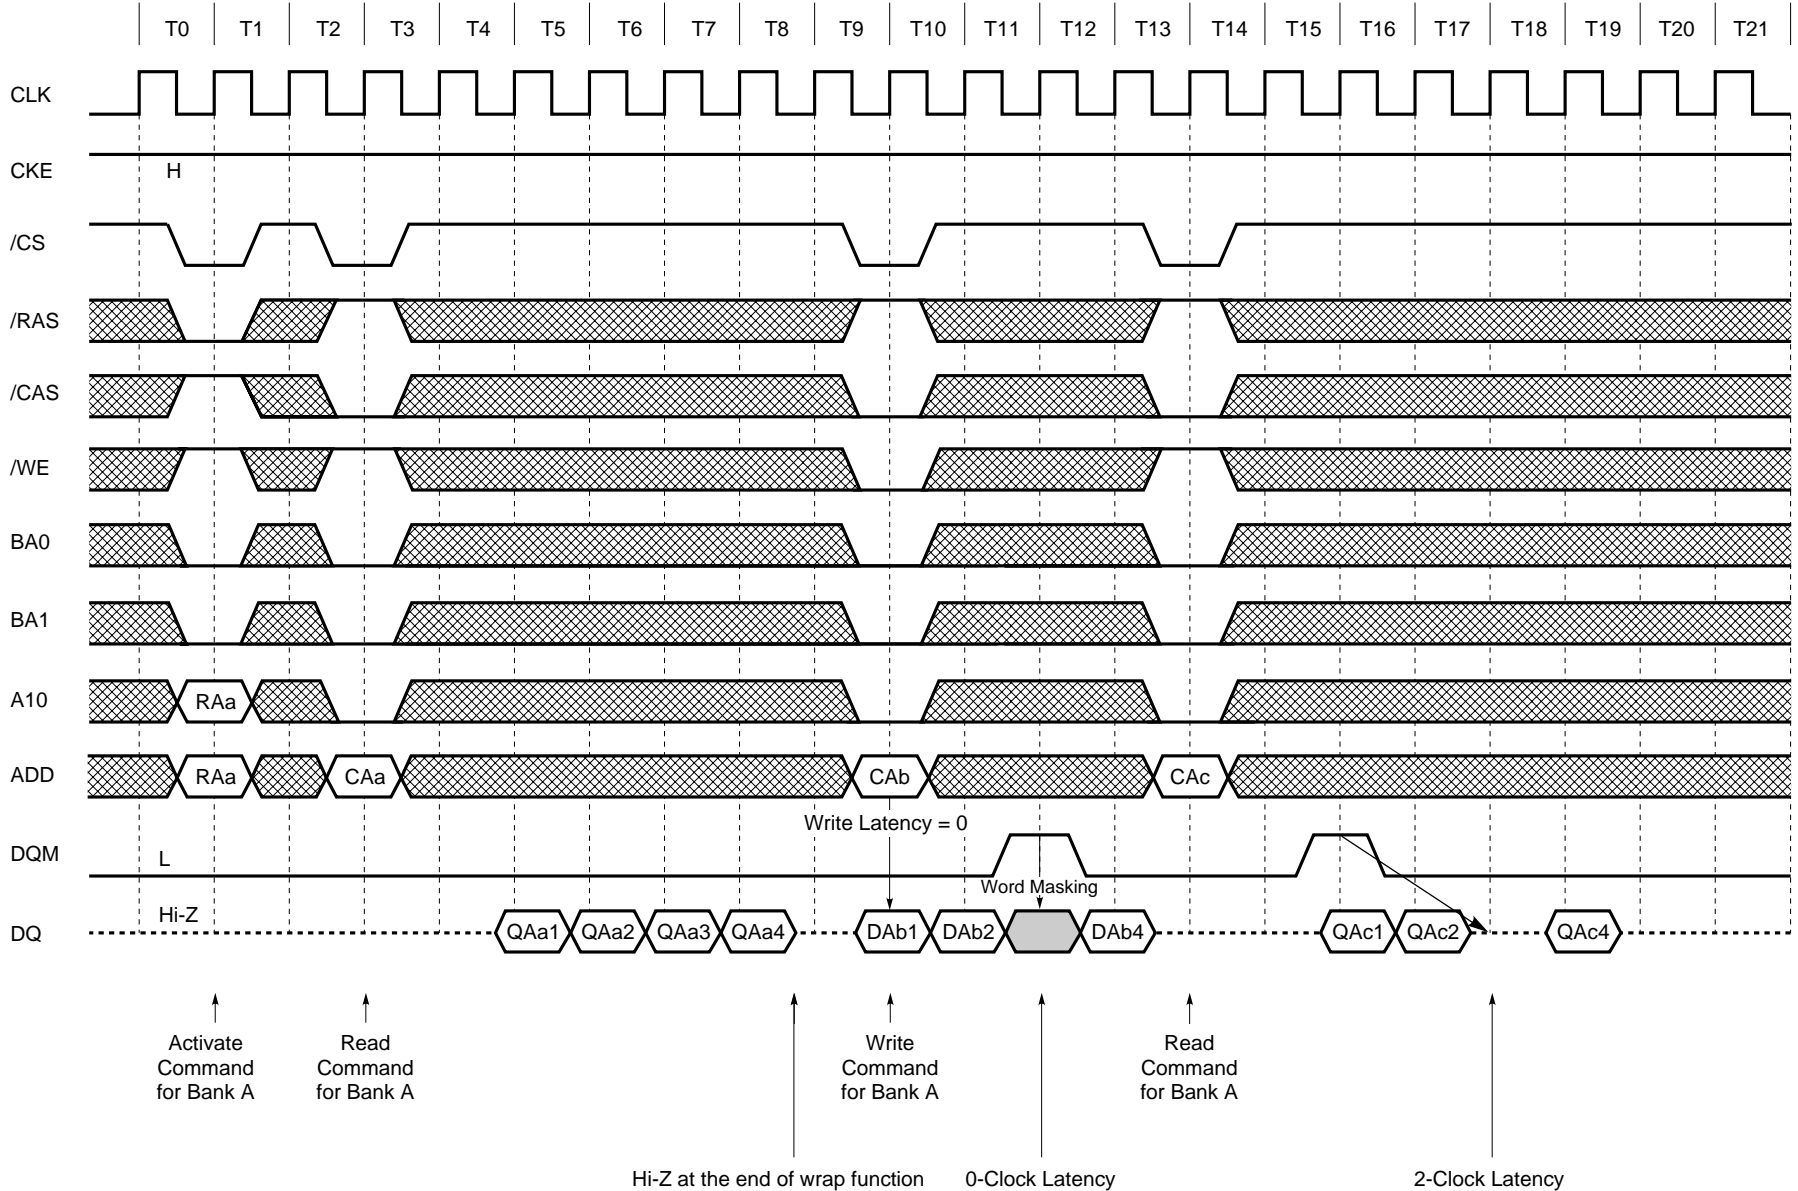 T0 T1 T2 T3 T4 T5 T6 T7 T8 T9 T10 T11 T12 T13 T14 T15 T16 T17 T18 T19 T20 T21
CLK
CKE H
/CS
/RAS
/CAS
/WE
BA0
BA1
A10 RAa
ADD RAa CAa CAb CAc
Write Latency = 0
DQM L
Word Masking
Hi-Z
DQ QAa1 QAa2 QAa3 QAa4 DAb1 DAb2 DAb4 QAc1 QAc2 QAc4
Activate Command for Bank A
Read Command for Bank A
Write Command for Bank A
Read Command for Bank A
Hi-Z at the end of wrap function 0-Clock Latency 2-Clock Latency